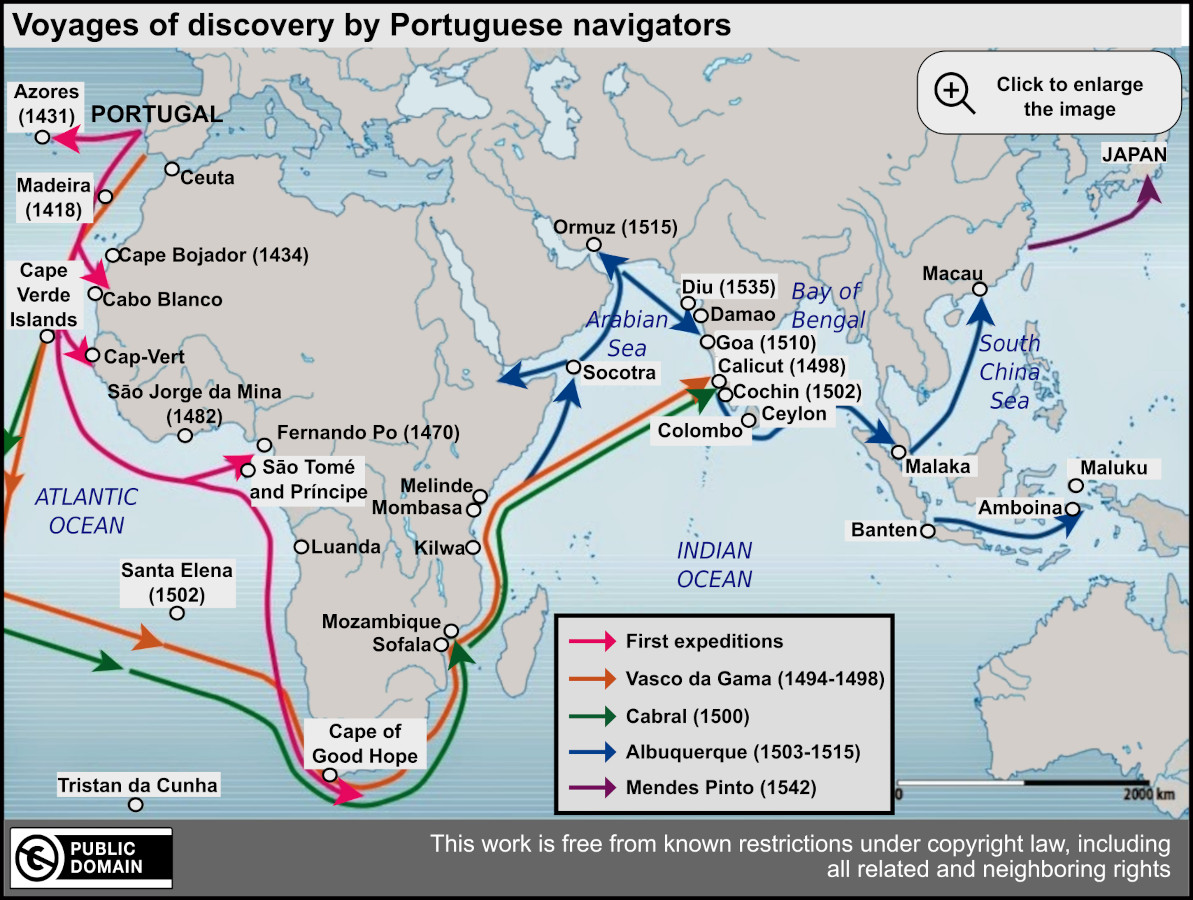 Voyages of discovery by Portuguese navigators
Click to enlarge
the image
Azores
(1431)
PORTUGAL
Ceuta
Madeira
(1418)
Cape Bojador (1434)
Cape
Verde
Islands
Cabo Blanco
Cap-Vert
São Jorge da Mina
(1482)
Fernando Po (1470)
São Tomé
and Príncipe
ATLANTIC
OCEAN
Luanda
Santa Elena
(1502)
Tristan da Cunha
Cape of
Good Hope
Melinde
Mombasa
Kilwa
Mozambique
Sofala
Ormuz (1515)
Arabian
Sea
Socotra
Diu (1535)
Damao
Goa (1510)
Calicut (1498)
Cochin (1502)
Ceylon
Colombo
Bay of
Bengal
INDIAN
OCEAN
JAPAN
Macau
South
China
Sea
Malaka
Maluku
Amboina
Banten
First expeditions
Vasco da Gama (1494-1498)
Cabral (1500)
Albuquerque (1503-1515)
Mendes Pinto (1542)
0
2000 km
PUBLIC
DOMAIN
This work is free from known restrictions under copyright law, including
all related and neighboring rights